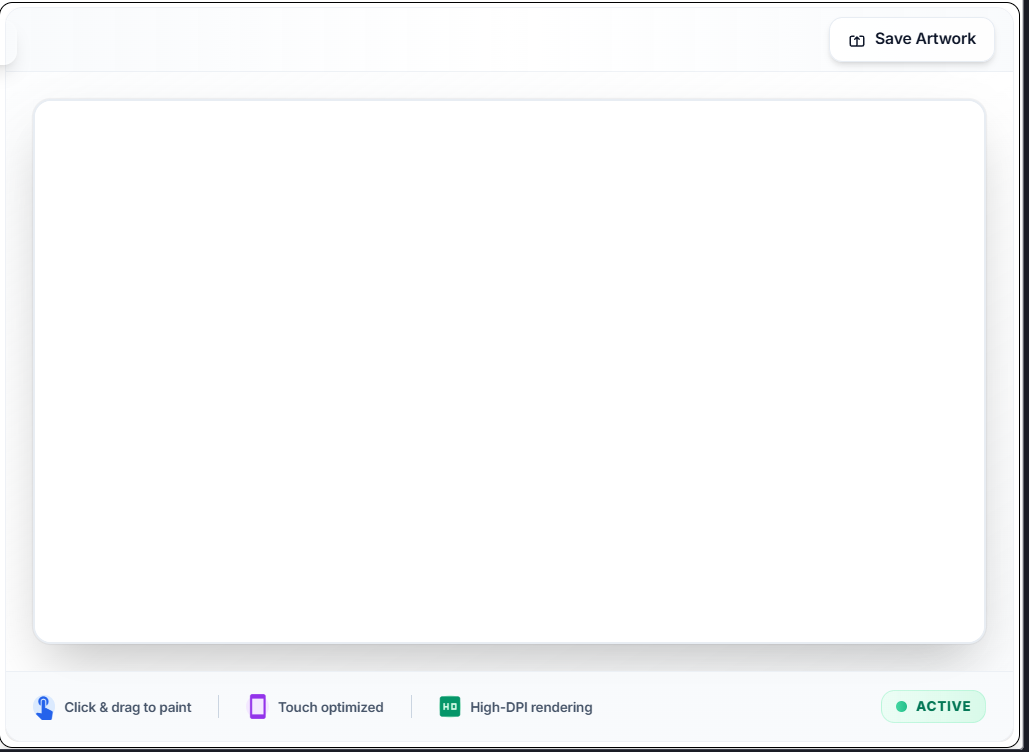 Save Artwork
Click & drag to paint
Touch optimized
HD
High-DPI rendering
ACTIVE